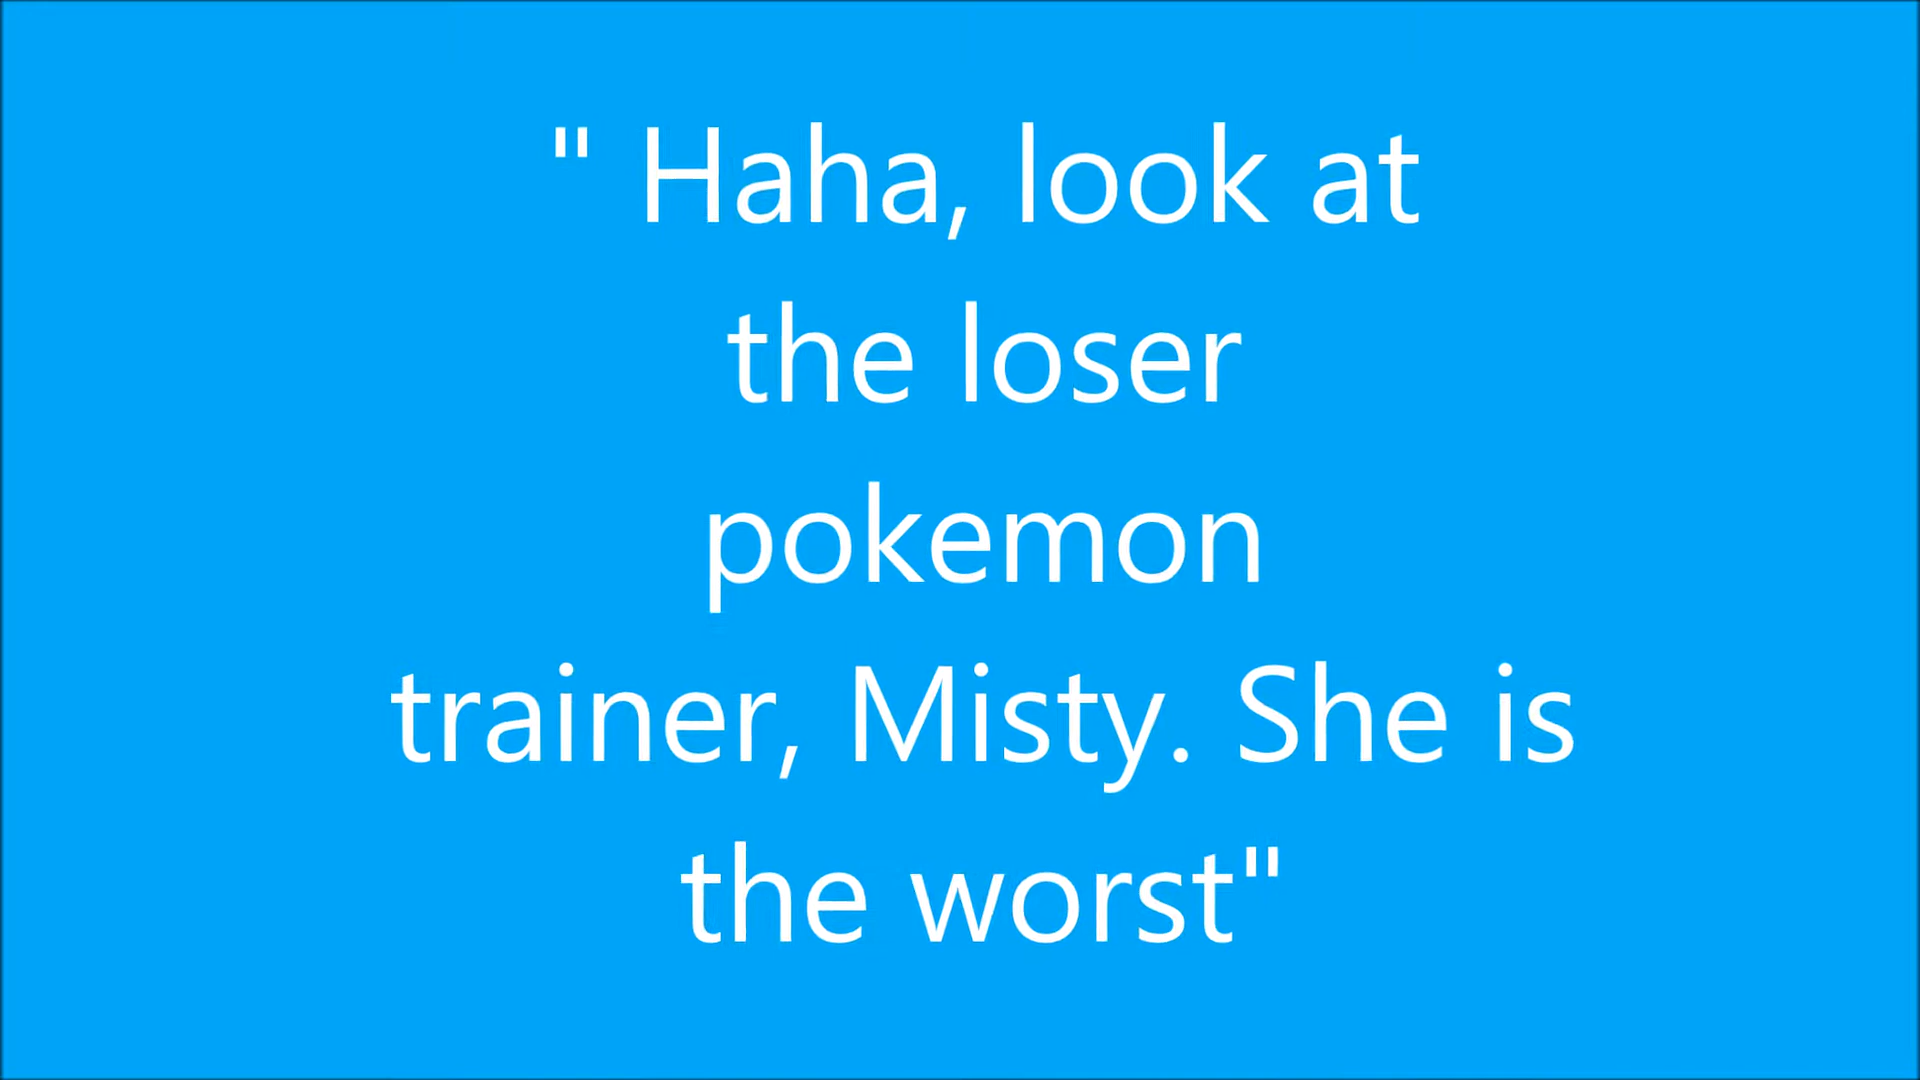 " Haha, look at
the loser
pokemon
trainer, Misty. She is
the worst"